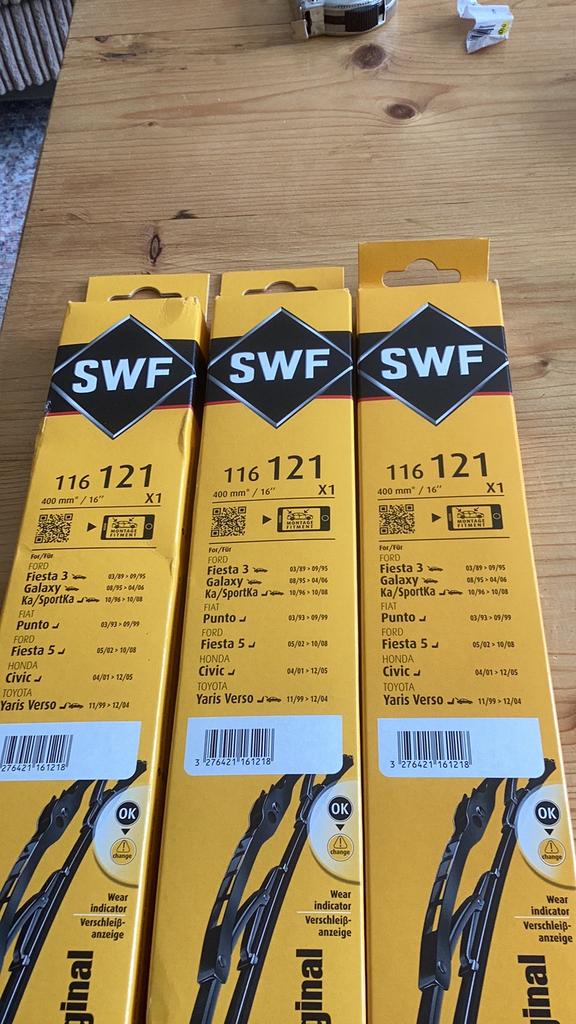 SWF
116 121
400 mm* / 16"
X1
MONTAGE
FITMENT
For/Für
FORD
Fiesta 3 03/89 > 09/95
Galaxy 08/95 > 04/06
Ka/SportKa 10/96 > 10/08
FIAT
Punto 03/93 > 09/99
FORD
Fiesta 5 05/02 > 10/08
HONDA
Civic 04/01 > 12/05
TOYOTA
Yaris Verso 11/99 > 12/04
276421 161218
OK
change
Wear
indicator
Verschleiß-
anzeige
ginal
SWF
116 121
400 mm* / 16"
X1
MONTAGE
FITMENT
For/Für
FORD
Fiesta 3 03/89 > 09/95
Galaxy 08/95 > 04/06
Ka/SportKa 10/96 > 10/08
FIAT
Punto 03/93 > 09/99
FORD
Fiesta 5 05/02 > 10/08
HONDA
Civic 04/01 > 12/05
TOYOTA
Yaris Verso 11/99 > 12/04
3 276421 161218
OK
change
Wear
indicator
Verschleiß-
anzeige
ginal
SWF
116 121
400 mm* / 16"
X1
MONTAGE
FITMENT
For/Für
FORD
Fiesta 3 03/89 > 09/95
Galaxy 08/95 > 04/06
Ka/SportKa 10/96 > 10/08
FIAT
Punto 03/93 > 09/99
FORD
Fiesta 5 05/02 > 10/08
HONDA
Civic 04/01 > 12/05
TOYOTA
Yaris Verso 11/99 > 12/04
3 276421 161218
OK
change
Wear
indicator
Verschleiß-
anzeige
ginal